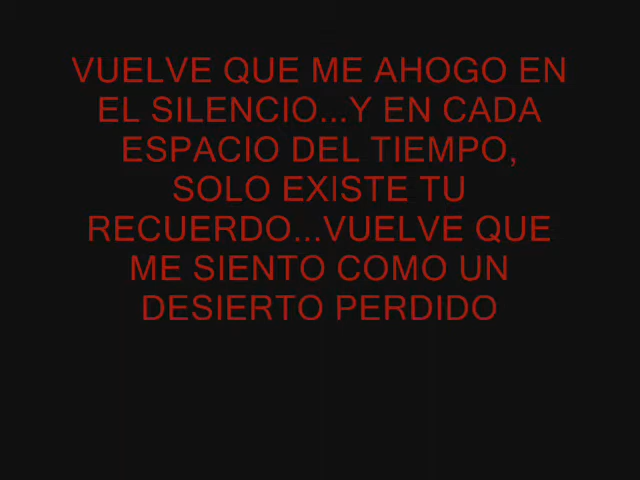 VUELVE QUE ME AHOGO EN
EL SILENCIO...Y EN CADA
ESPACIO DEL TIEMPO,
SOLO EXISTE TU
RECUERDO...VUELVE QUE
ME SIENTO COMO UN
DESIERTO PERDIDO